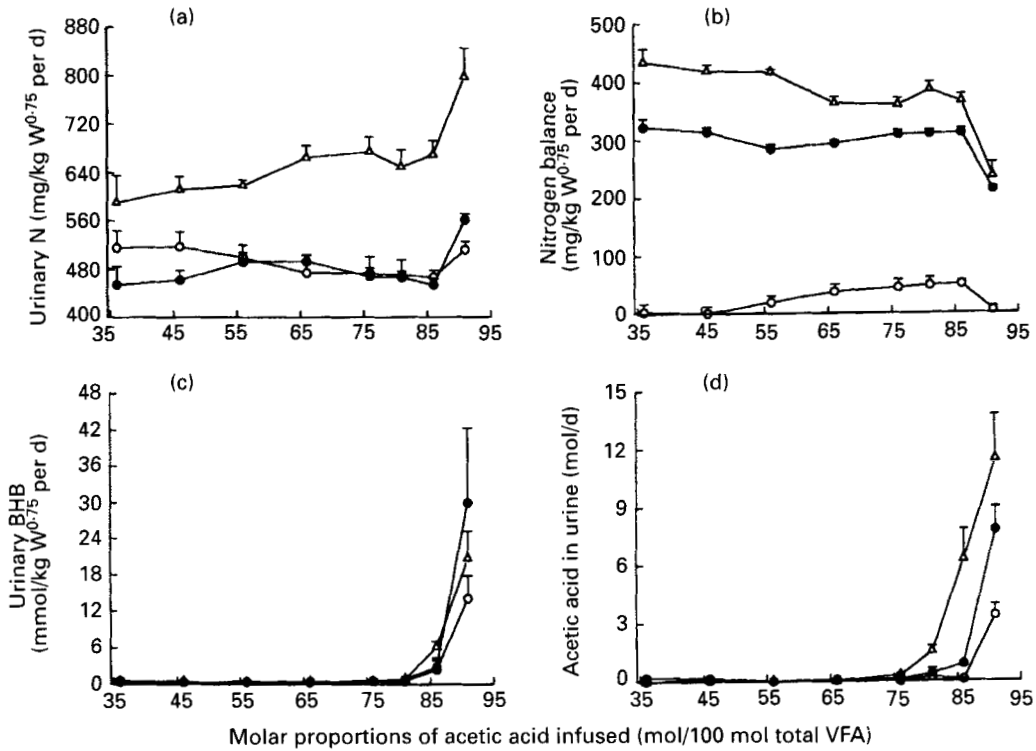 (a)
Urinary N (mg/kg W0·75 per d)
880
800
720
640
560
480
400
35 45 55 65 75 85 95
(b)
Nitrogen balance
(mg/kg W0·75 per d)
500
400
300
200
100
0
35 45 55 65 75 85 95
(c)
Urinary BHB
(mmol/kg W0·75 per d)
48
42
36
30
24
18
12
6
0
35 45 55 65 75 85 95
(d)
Acetic acid in urine (mol/d)
15
12
9
6
3
0
35 45 55 65 75 85 95
Molar proportions of acetic acid infused (mol/100 mol total VFA)